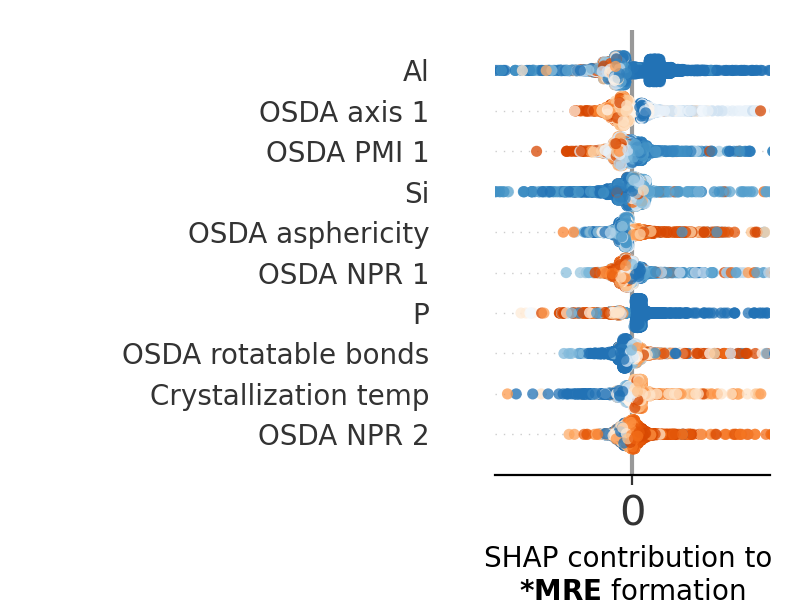 Al
OSDA axis 1
OSDA PMI 1
Si
OSDA asphericity
OSDA NPR 1
P
OSDA rotatable bonds
Crystallization temp
OSDA NPR 2
0
SHAP contribution to
*MRE formation